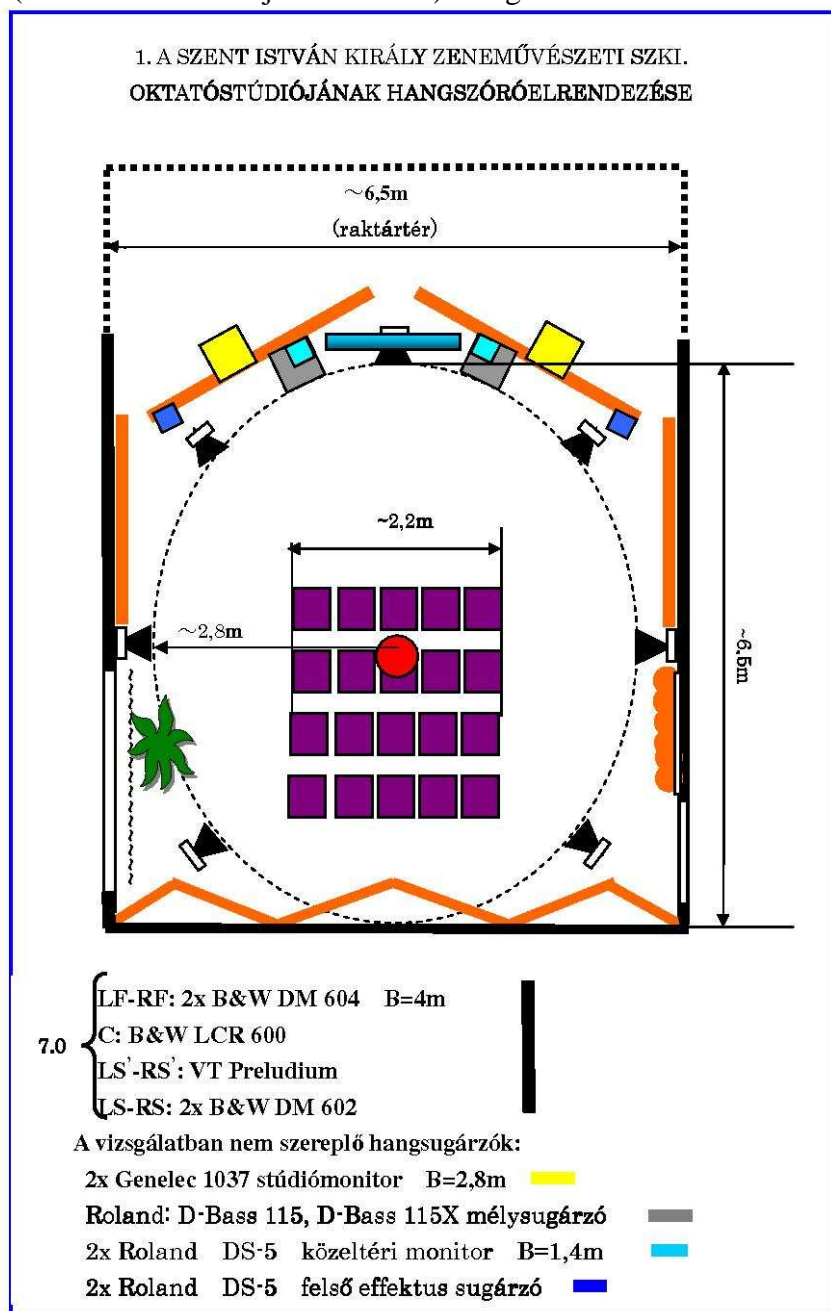 1. A SZENT ISTVÁN KIRÁLY ZENEMŰVÉSZETI SZKI.
OKTATÓSTÚDIÓJÁNAK HANGSZÓRÓELRENDEZÉSE
~6,5m
(raktártér)
~2,2m
~2,8m
~6,5m
7.0
LF-RF: 2x B&W DM 604 B=4m
C: B&W LCR 600
LS'-RS': VT Preludium
LS-RS: 2x B&W DM 602
A vizsgálatban nem szereplő hangsugárzók:
2x Genelec 1037 stúdiómonitor B=2,8m
Roland: D-Bass 115, D-Bass 115X mélysugárzó
2x Roland DS-5 közeltéri monitor B=1,4m
2x Roland DS-5 felső effektus sugárzó